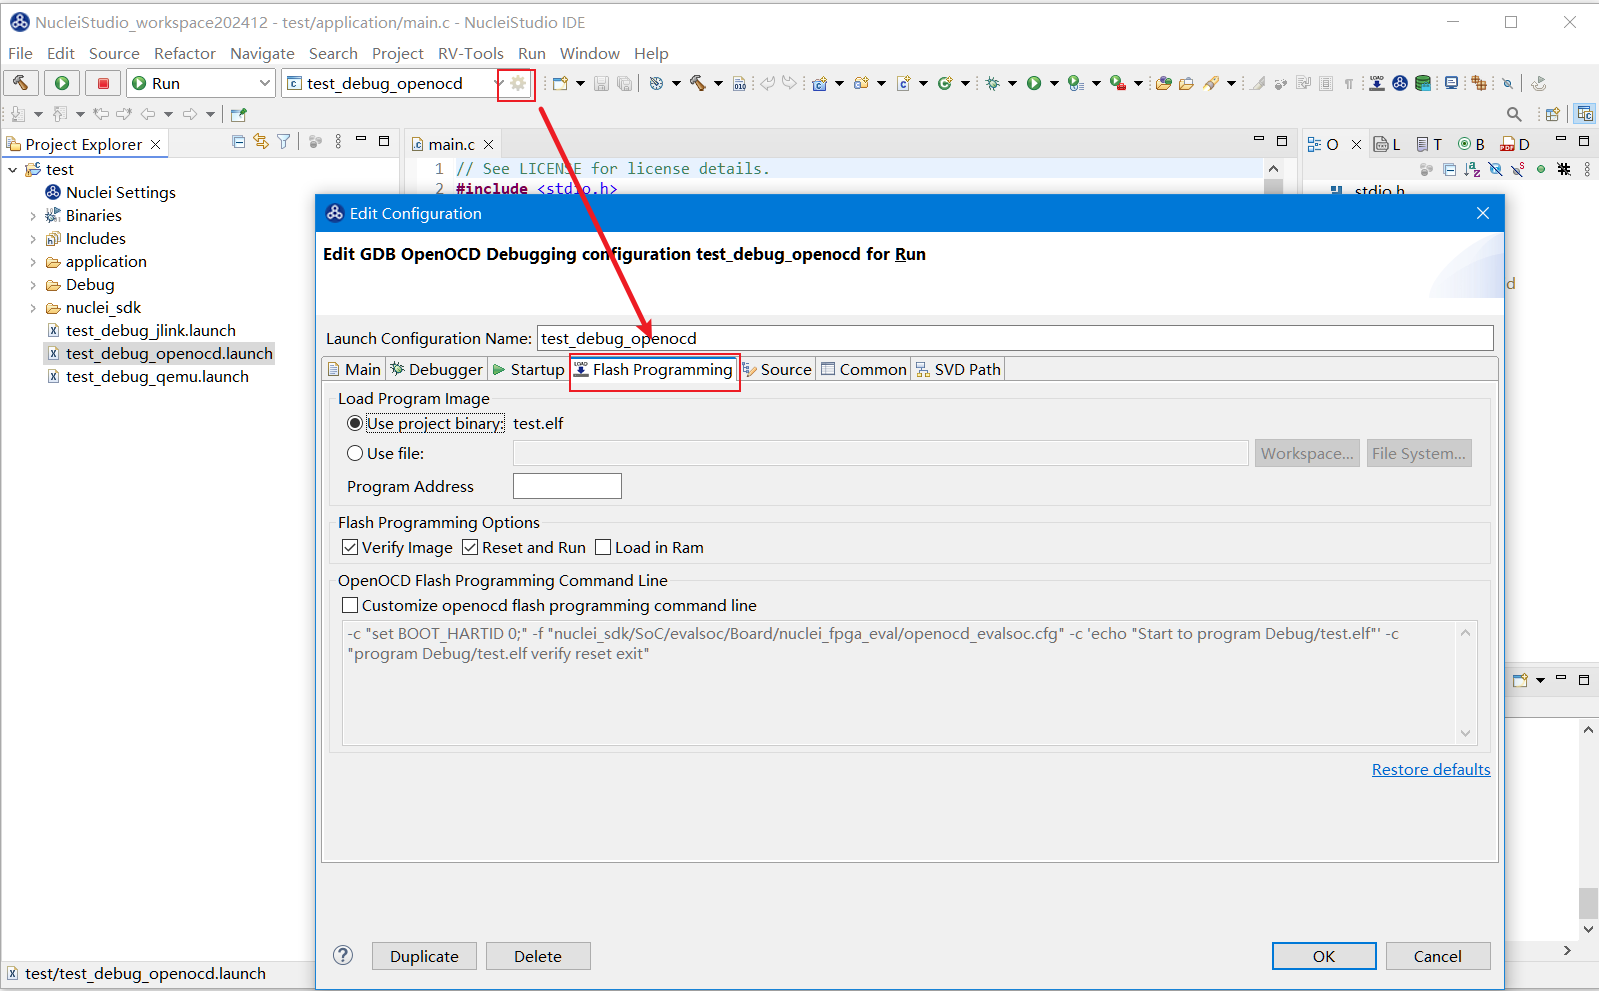 NucleiStudio_workspace202412 - test/application/main.c - NucleiStudio IDE
File Edit Source Refactor Navigate Search Project RV-Tools Run Window Help
Run test_debug_openocd
Project Explorer
test
Nuclei Settings
Binaries
Includes
application
Debug
nuclei_sdk
test_debug_jlink.launch
test_debug_openocd.launch
test_debug_qemu.launch
main.c
1 // See LICENSE for license details.
2 #include <stdio.h>
O L T B D
stdio.h
Edit Configuration
Edit GDB OpenOCD Debugging configuration test_debug_openocd for Run
Launch Configuration Name: test_debug_openocd
Main Debugger Startup Flash Programming Source Common SVD Path
Load Program Image
Use project binary: test.elf
Use file: Workspace... File System...
Program Address
Flash Programming Options
Verify Image Reset and Run Load in Ram
OpenOCD Flash Programming Command Line
Customize openocd flash programming command line
-c "set BOOT_HARTID 0;" -f "nuclei_sdk/SoC/evalsoc/Board/nuclei_fpga_eval/openocd_evalsoc.cfg" -c 'echo "Start to program Debug/test.elf"' -c
"program Debug/test.elf verify reset exit"
Restore defaults
Duplicate Delete OK Cancel
test/test_debug_openocd.launch